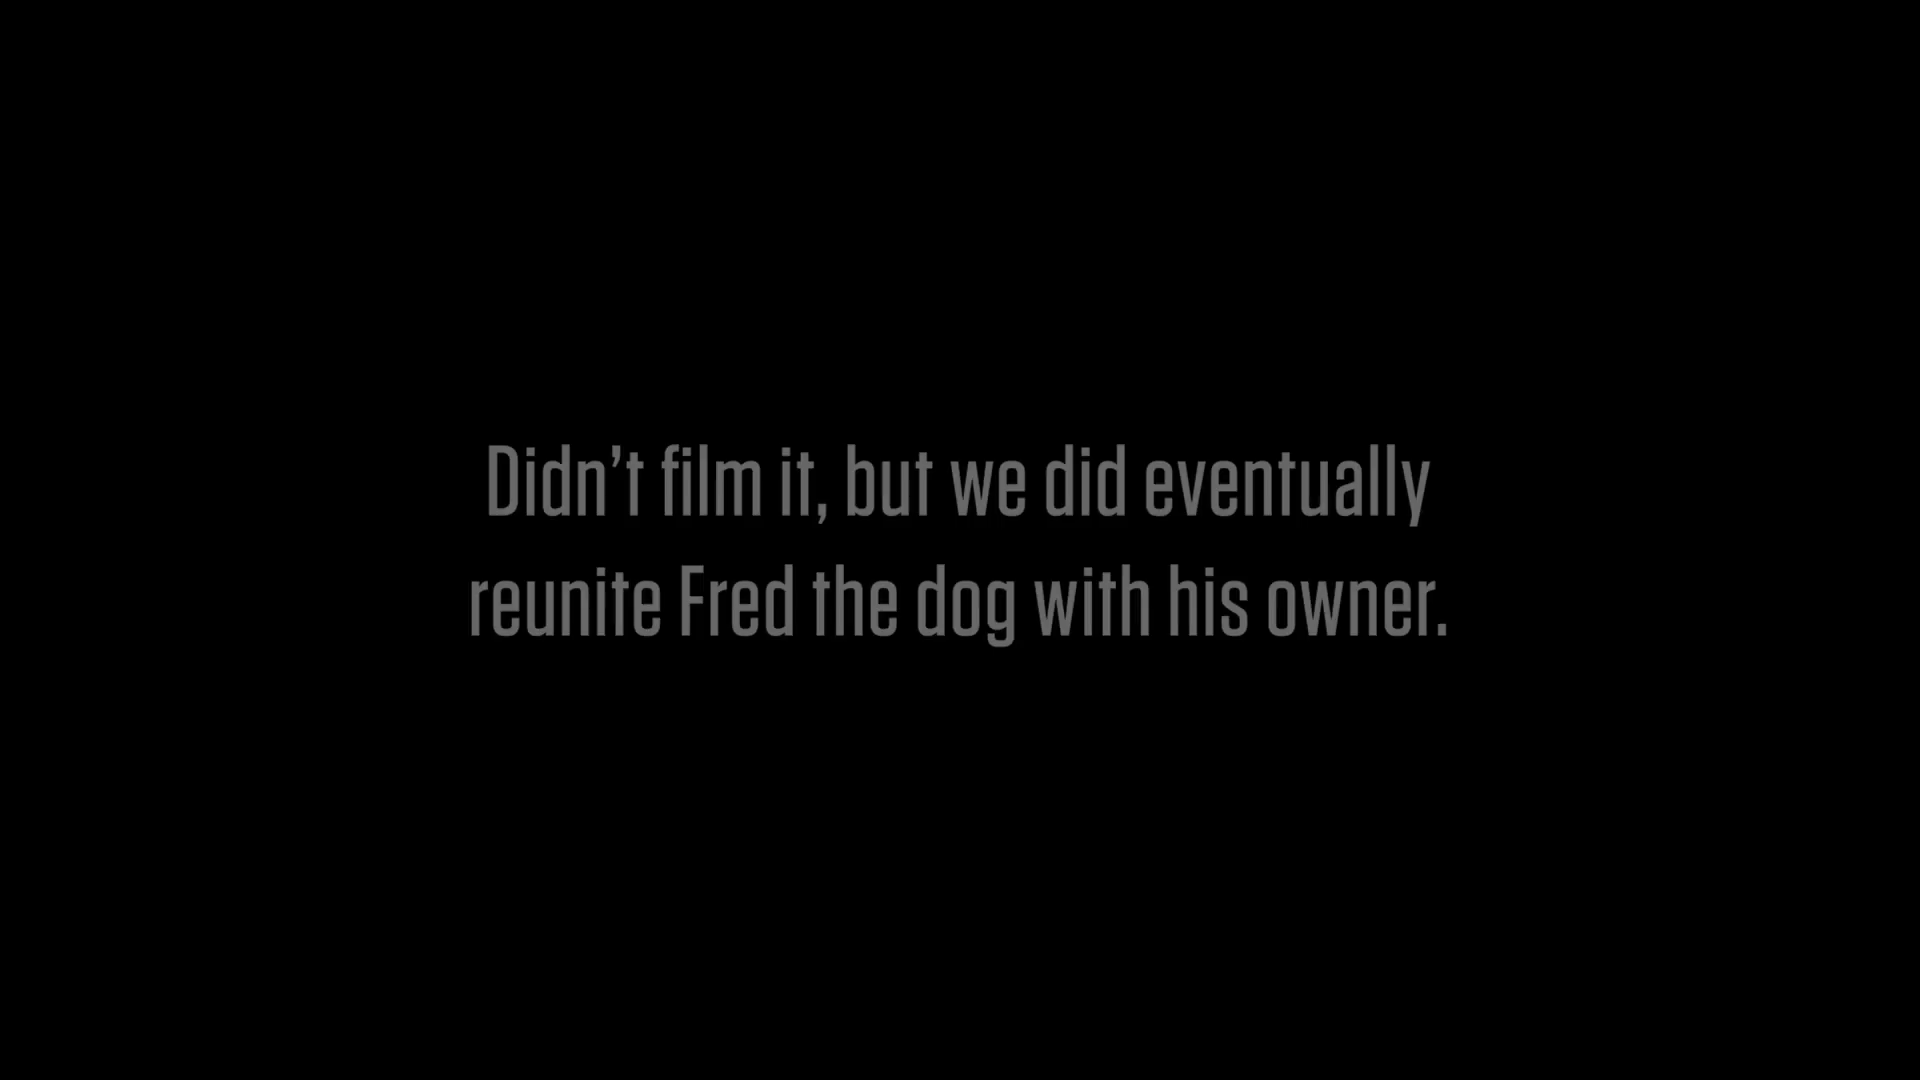 Didn’t film it, but we did eventually
reunite Fred the dog with his owner.